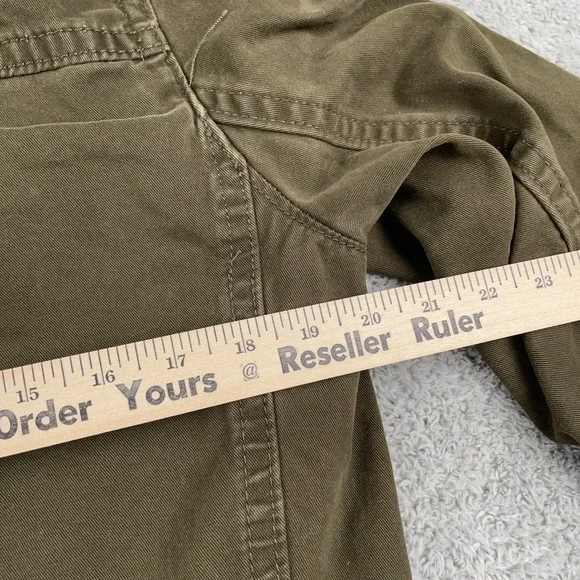 15 16 17 18 19 20 21 22 23
Order Yours @ Reseller Ruler